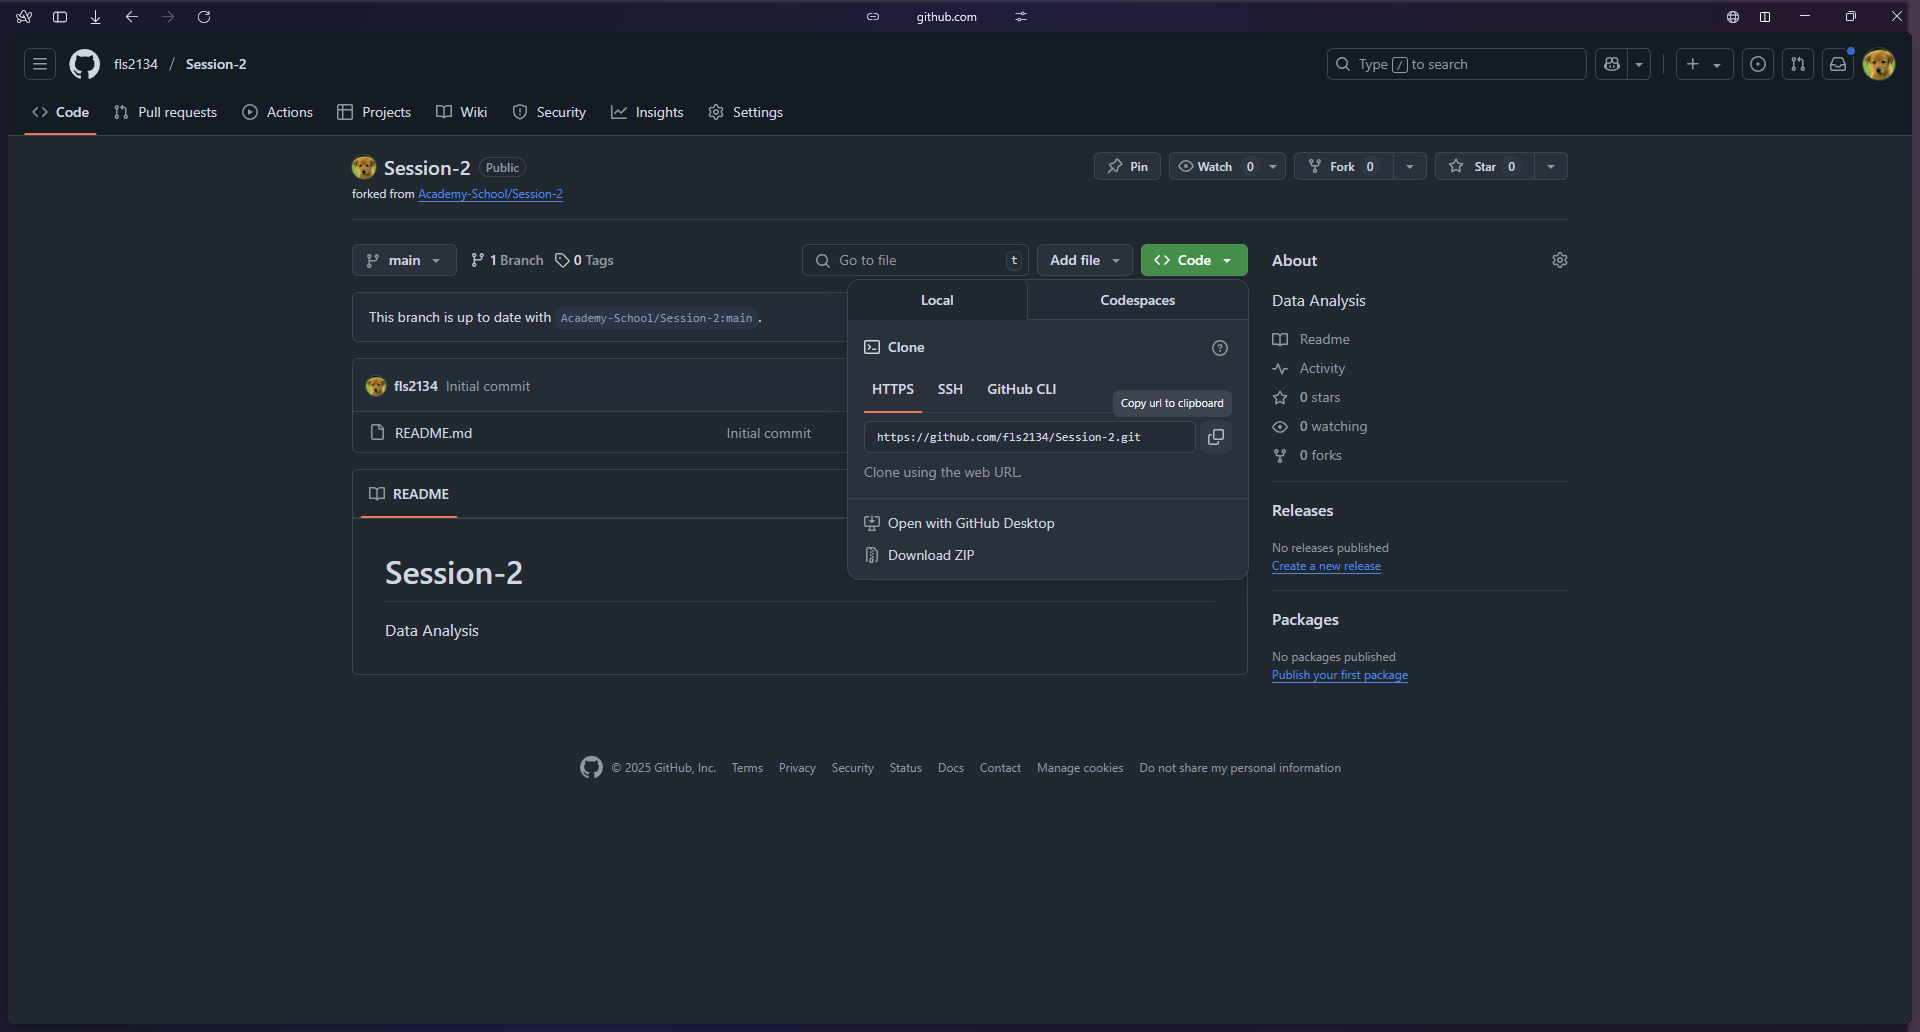 github.com
fls2134 / Session-2
Type / to search
Code
Pull requests
Actions
Projects
Wiki
Security
Insights
Settings
Session-2 Public
forked from Academy-School/Session-2
Pin
Watch 0
Fork 0
Star 0
main
1 Branch
0 Tags
Go to file t
Add file
Code
This branch is up to date with Academy-School/Session-2:main .
fls2134 Initial commit
README.md Initial commit
README
Session-2
Data Analysis
Local
Codespaces
Clone
HTTPS
SSH
GitHub CLI
Copy url to clipboard
https://github.com/fls2134/Session-2.git
Clone using the web URL.
Open with GitHub Desktop
Download ZIP
About
Data Analysis
Readme
Activity
0 stars
0 watching
0 forks
Releases
No releases published
Create a new release
Packages
No packages published
Publish your first package
© 2025 GitHub, Inc. Terms Privacy Security Status Docs Contact Manage cookies Do not share my personal information